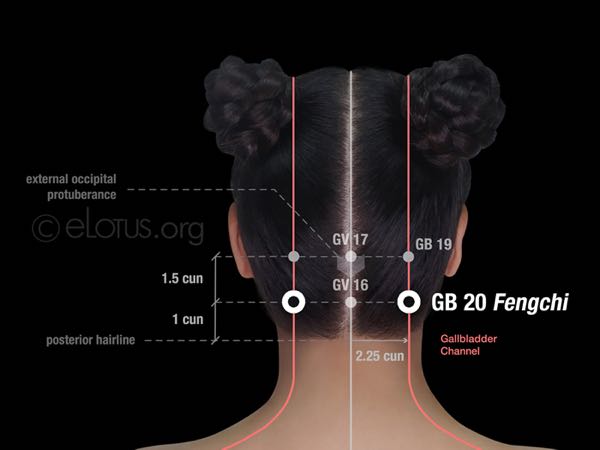 external occipital
protuberance
© eLotus.org
GV 17
GB 19
1.5 cun
GV 16
GB 20 Fengchi
1 cun
posterior hairline
Gallbladder
Channel
2.25 cun